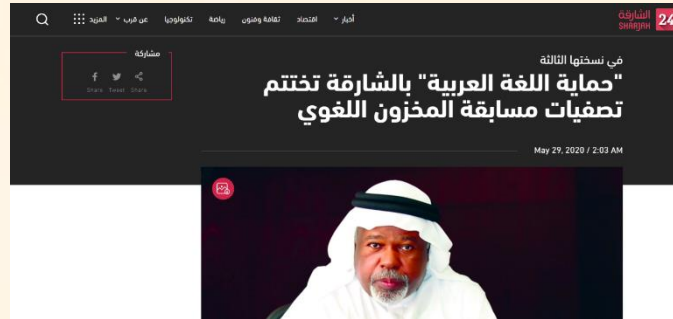 الشارقة 24
SHARJAH
أخبار
اقتصاد
ثقافة وفنون
رياضة
تكنولوجيا
عن قرب
المزيد
مشاركة
Share
Tweet
Share
في نسختها الثالثة
"حماية اللغة العربية" بالشارقة تختتم
تصفيات مسابقة المخزون اللغوي
May 29, 2020 / 2:03 AM